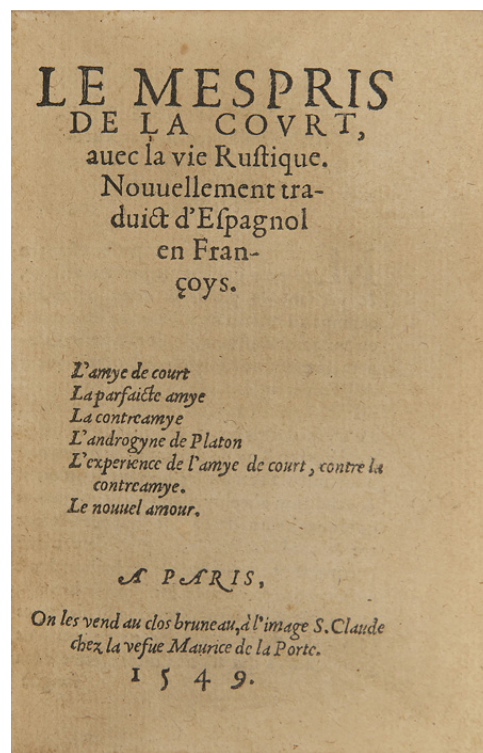 LE MESPRIS
DE LA COVRT,
auec la vie Ruſtique.
Nouuellement tra-
duict d'Eſpagnol
en Fran-
çoys.
L'amye de court
La parfaicte amye
La contreamye
L'androgyne de Platon
L'experience de l'amye de court, contre la
contreamye.
Le nouuel amour.
A PARIS,
On les vend au clos bruneau, à l'image S. Claude
chez la vefue Maurice de la Porte.
1549.